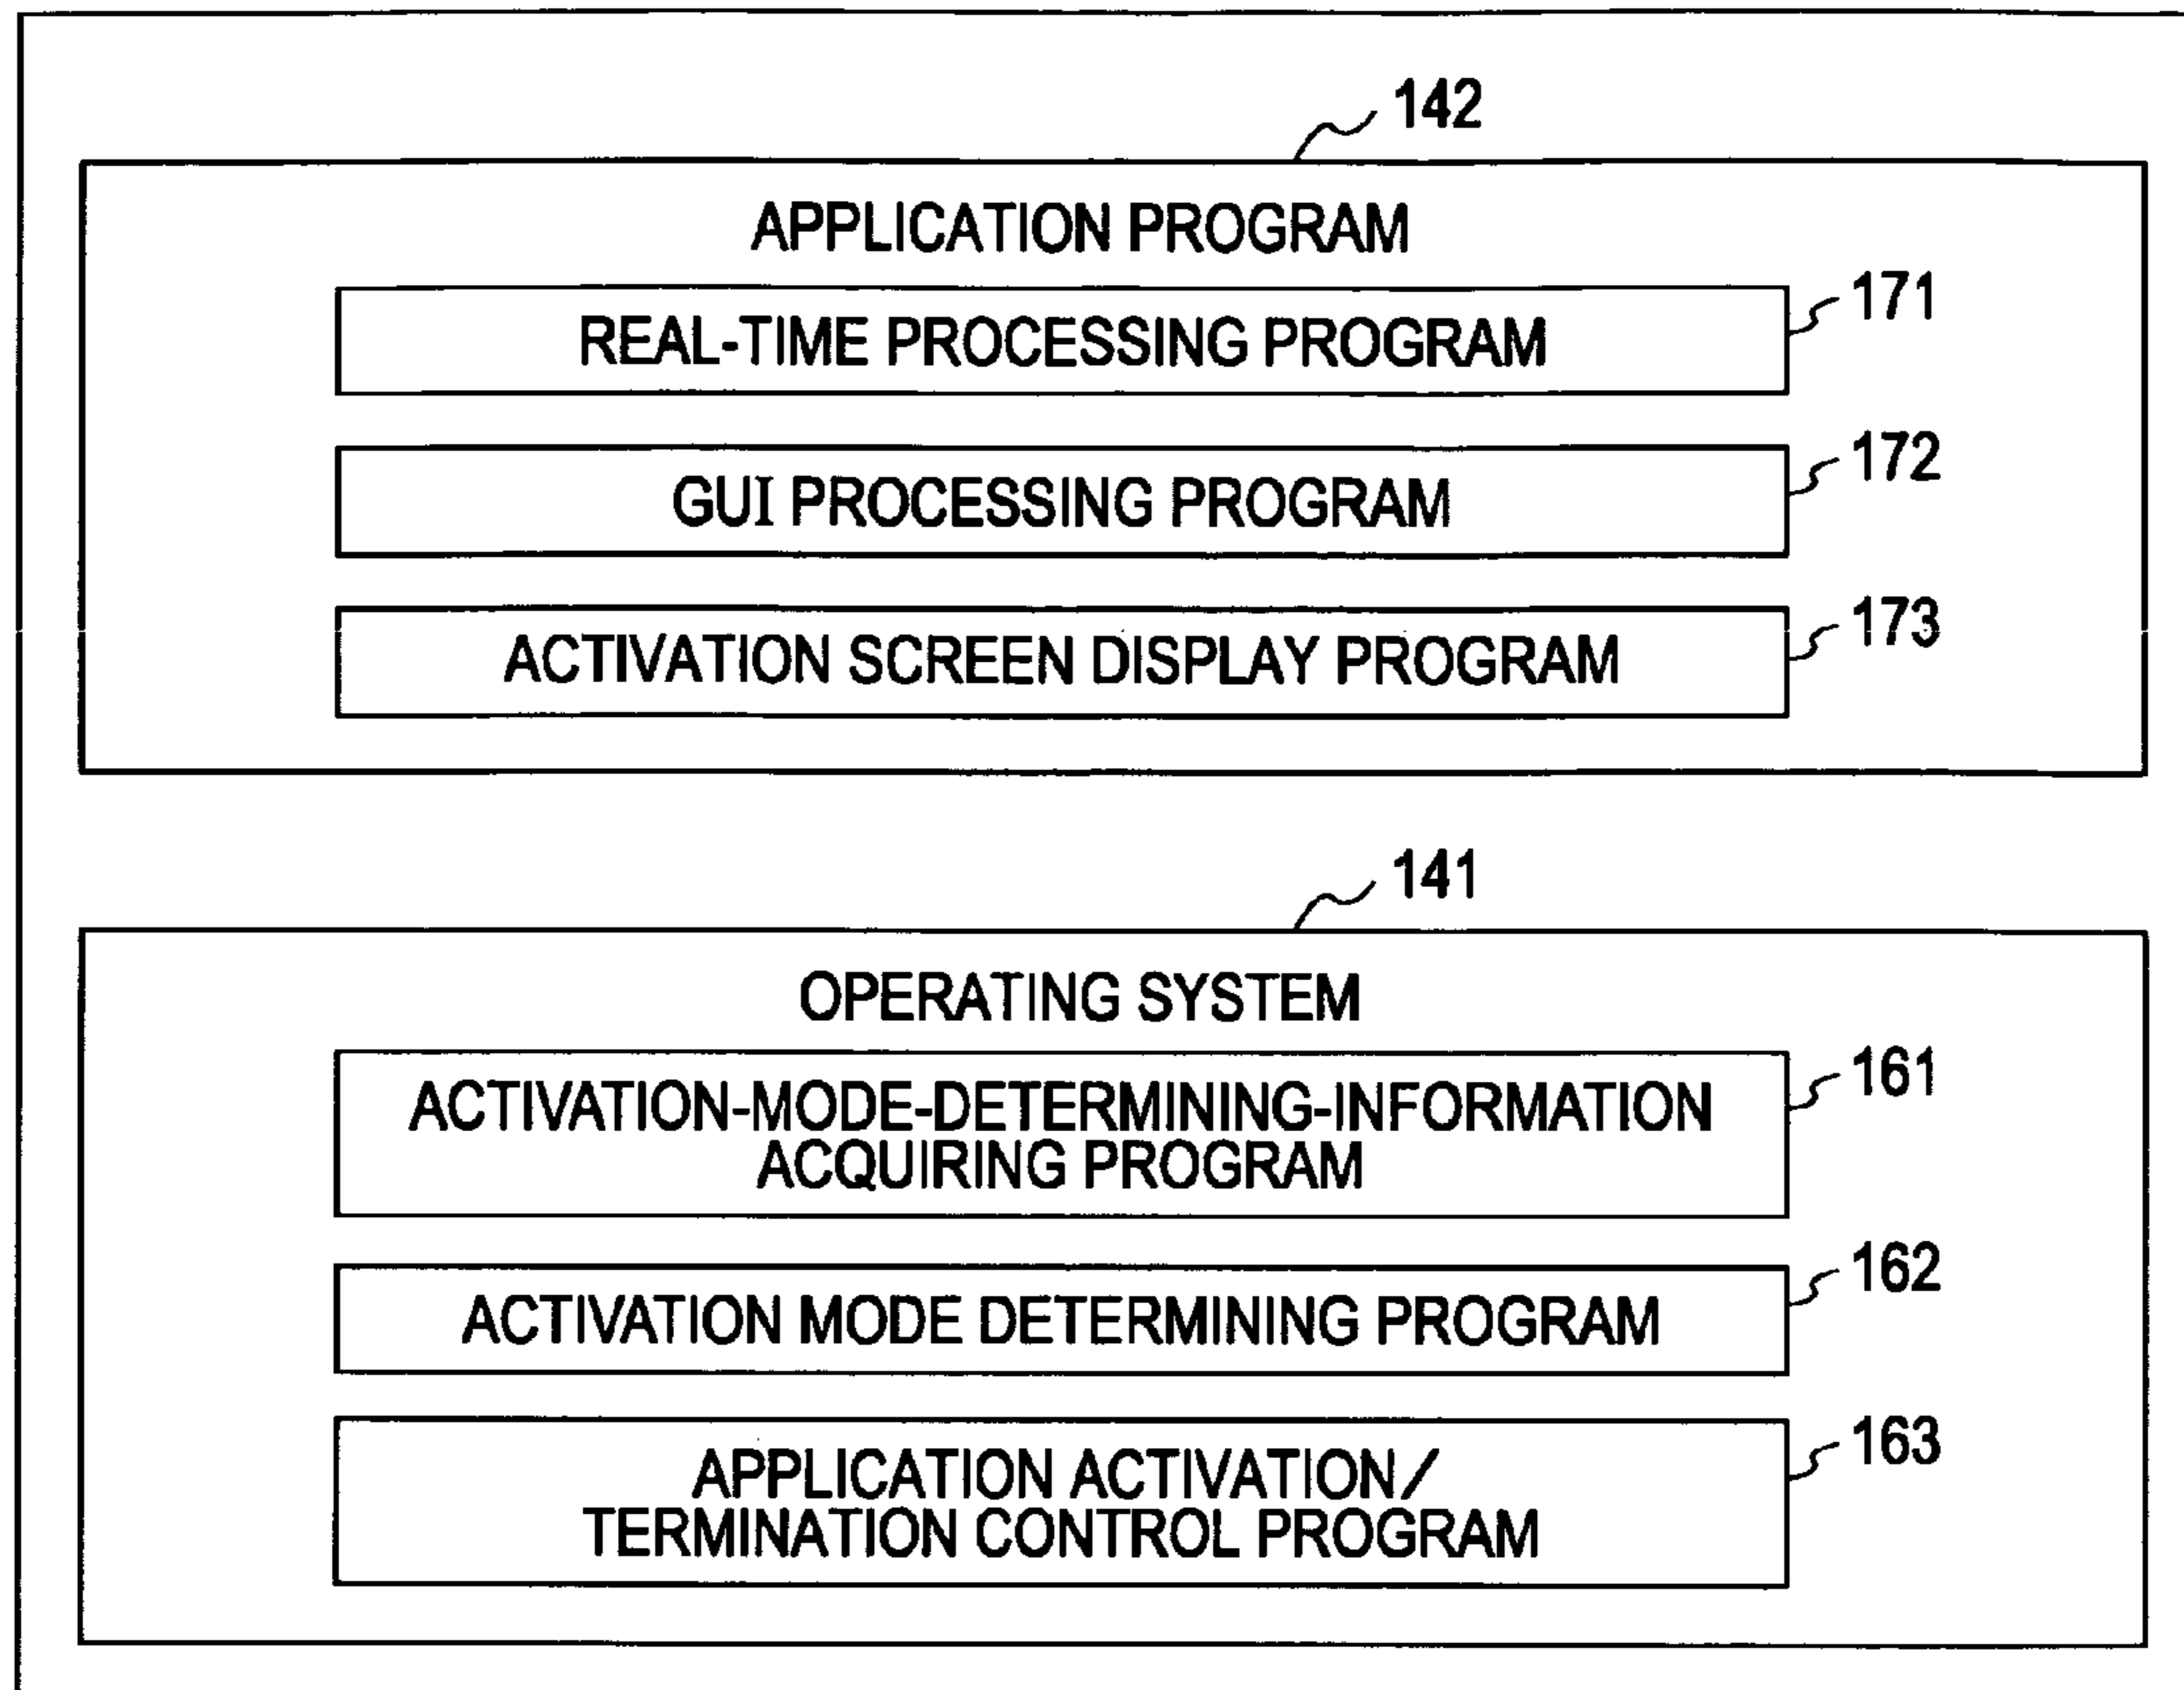 142
APPLICATION PROGRAM
REAL-TIME PROCESSING PROGRAM
171
GUI PROCESSING PROGRAM
172
ACTIVATION SCREEN DISPLAY PROGRAM
173
141
OPERATING SYSTEM
ACTIVATION-MODE-DETERMINING-INFORMATION
ACQUIRING PROGRAM
161
ACTIVATION MODE DETERMINING PROGRAM
162
APPLICATION ACTIVATION/
TERMINATION CONTROL PROGRAM
163